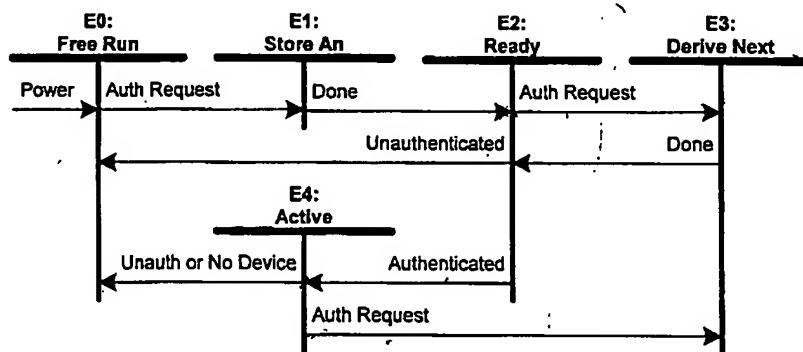 E0: E1: E2: E3:
Free Run Store An Ready Derive Next
Power Auth Request Done Auth Request
Unauthenticated Done
E4:
Active
Unauth or No Device Authenticated
Auth Request